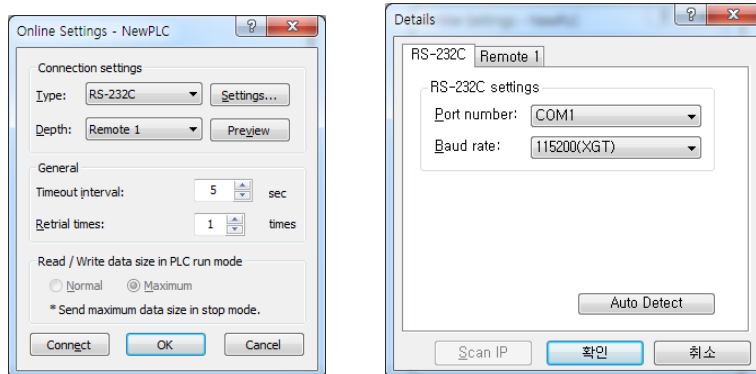 Online Settings - NewPLC
Connection settings
Type: RS-232C Settings...
Depth: Remote 1 Preview
General
Timeout interval: 5 sec
Retrial times: 1 times
Read / Write data size in PLC run mode
Normal Maximum
* Send maximum data size in stop mode.
Connect OK Cancel
Details
RS-232C Remote 1
RS-232C settings
Port number: COM1
Baud rate: 115200(XGT)
Auto Detect
Scan IP 확인 취소